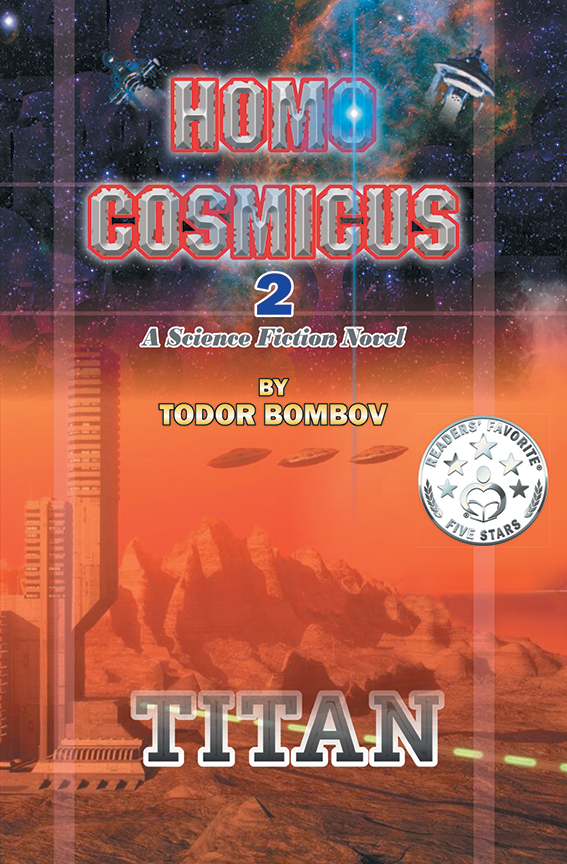 HOMO
COSMICUS
2
A Science Fiction Novel
BY
TODOR BOMBOV
READERS' FAVORITE®
FIVE STARS
TITAN